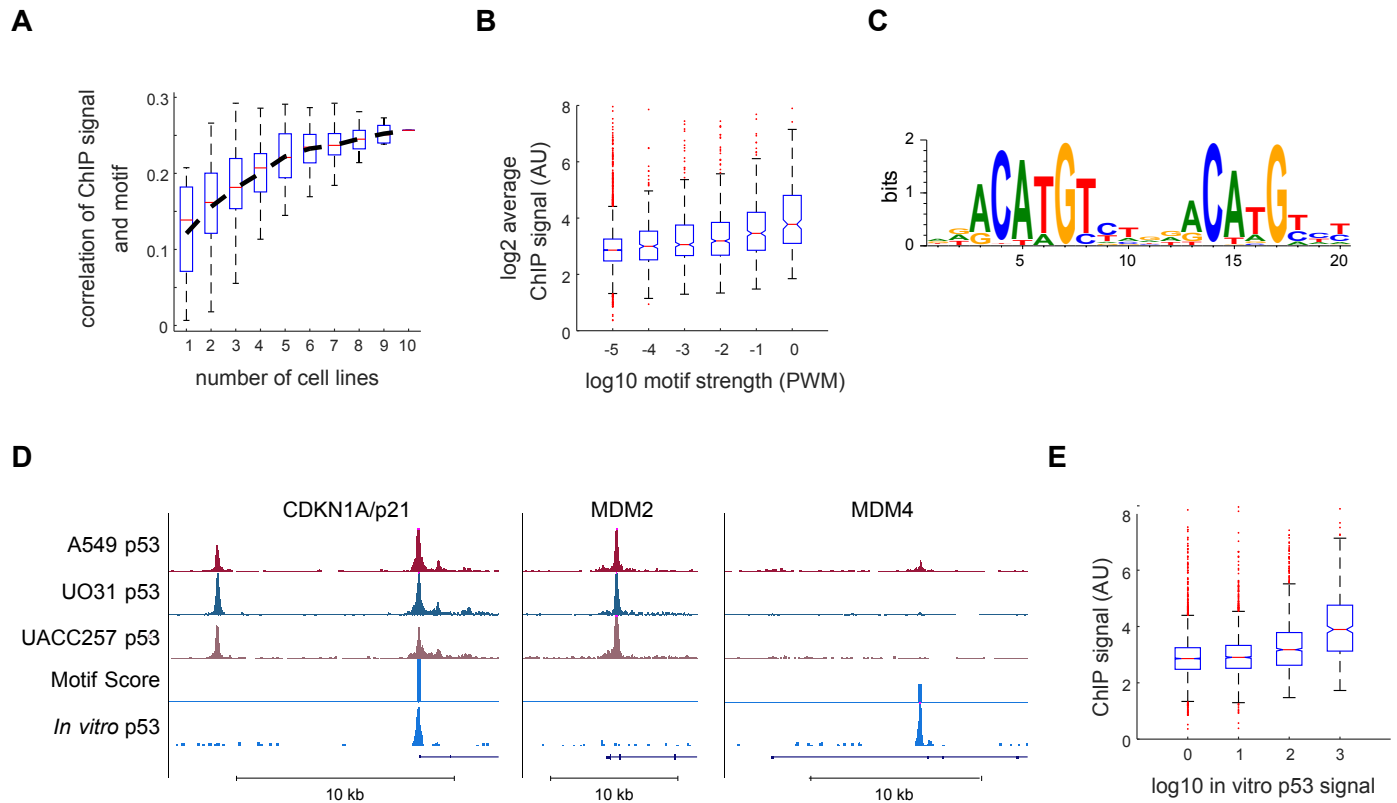 A
B
C
correlation of ChIP signal
and motif
0.3
0.2
0.1
0
1 2 3 4 5 6 7 8 9 10
number of cell lines
log2 average
ChIP signal (AU)
8
6
4
2
0
-5 -4 -3 -2 -1 0
log10 motif strength (PWM)
bits
2
1
0
5 10 15 20
D
E
CDKN1A/p21 MDM2 MDM4
A549 p53
UO31 p53
UACC257 p53
Motif Score
In vitro p53
10 kb 10 kb 10 kb
ChIP signal (AU)
8
6
4
2
0
0 1 2 3
log10 in vitro p53 signal